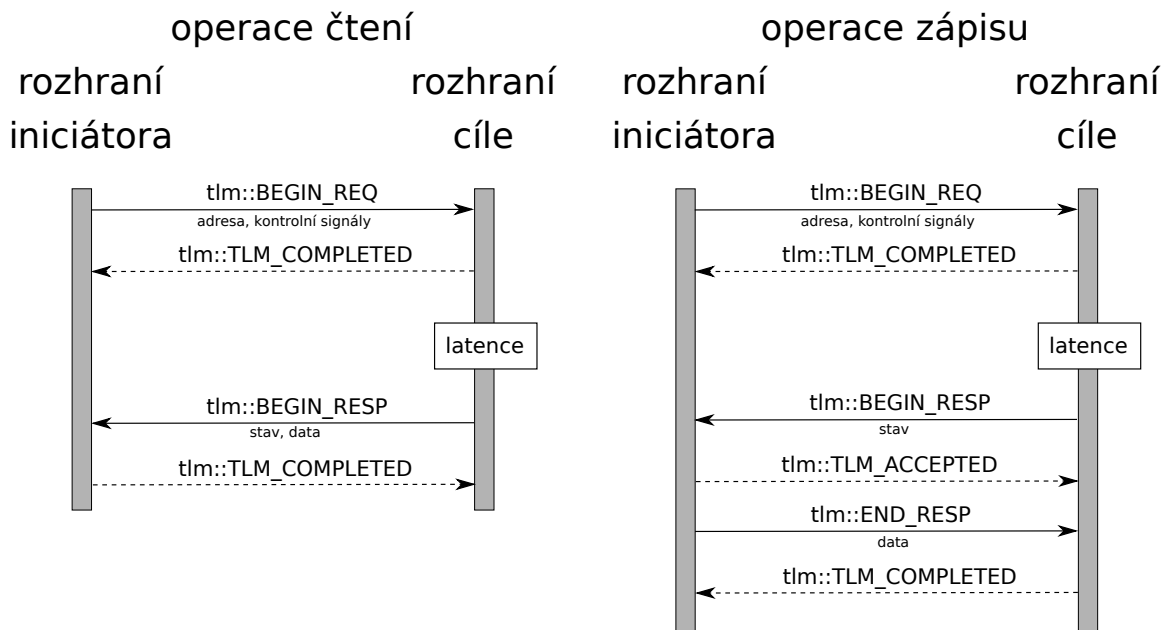 operace čtení
rozhraní
iniciátora
rozhraní
cíle
tlm::BEGIN_REQ
adresa, kontrolní signály
tlm::TLM_COMPLETED
latence
tlm::BEGIN_RESP
stav, data
tlm::TLM_COMPLETED
operace zápisu
rozhraní
iniciátora
rozhraní
cíle
tlm::BEGIN_REQ
adresa, kontrolní signály
tlm::TLM_COMPLETED
latence
tlm::BEGIN_RESP
stav
tlm::TLM_ACCEPTED
tlm::END_RESP
data
tlm::TLM_COMPLETED